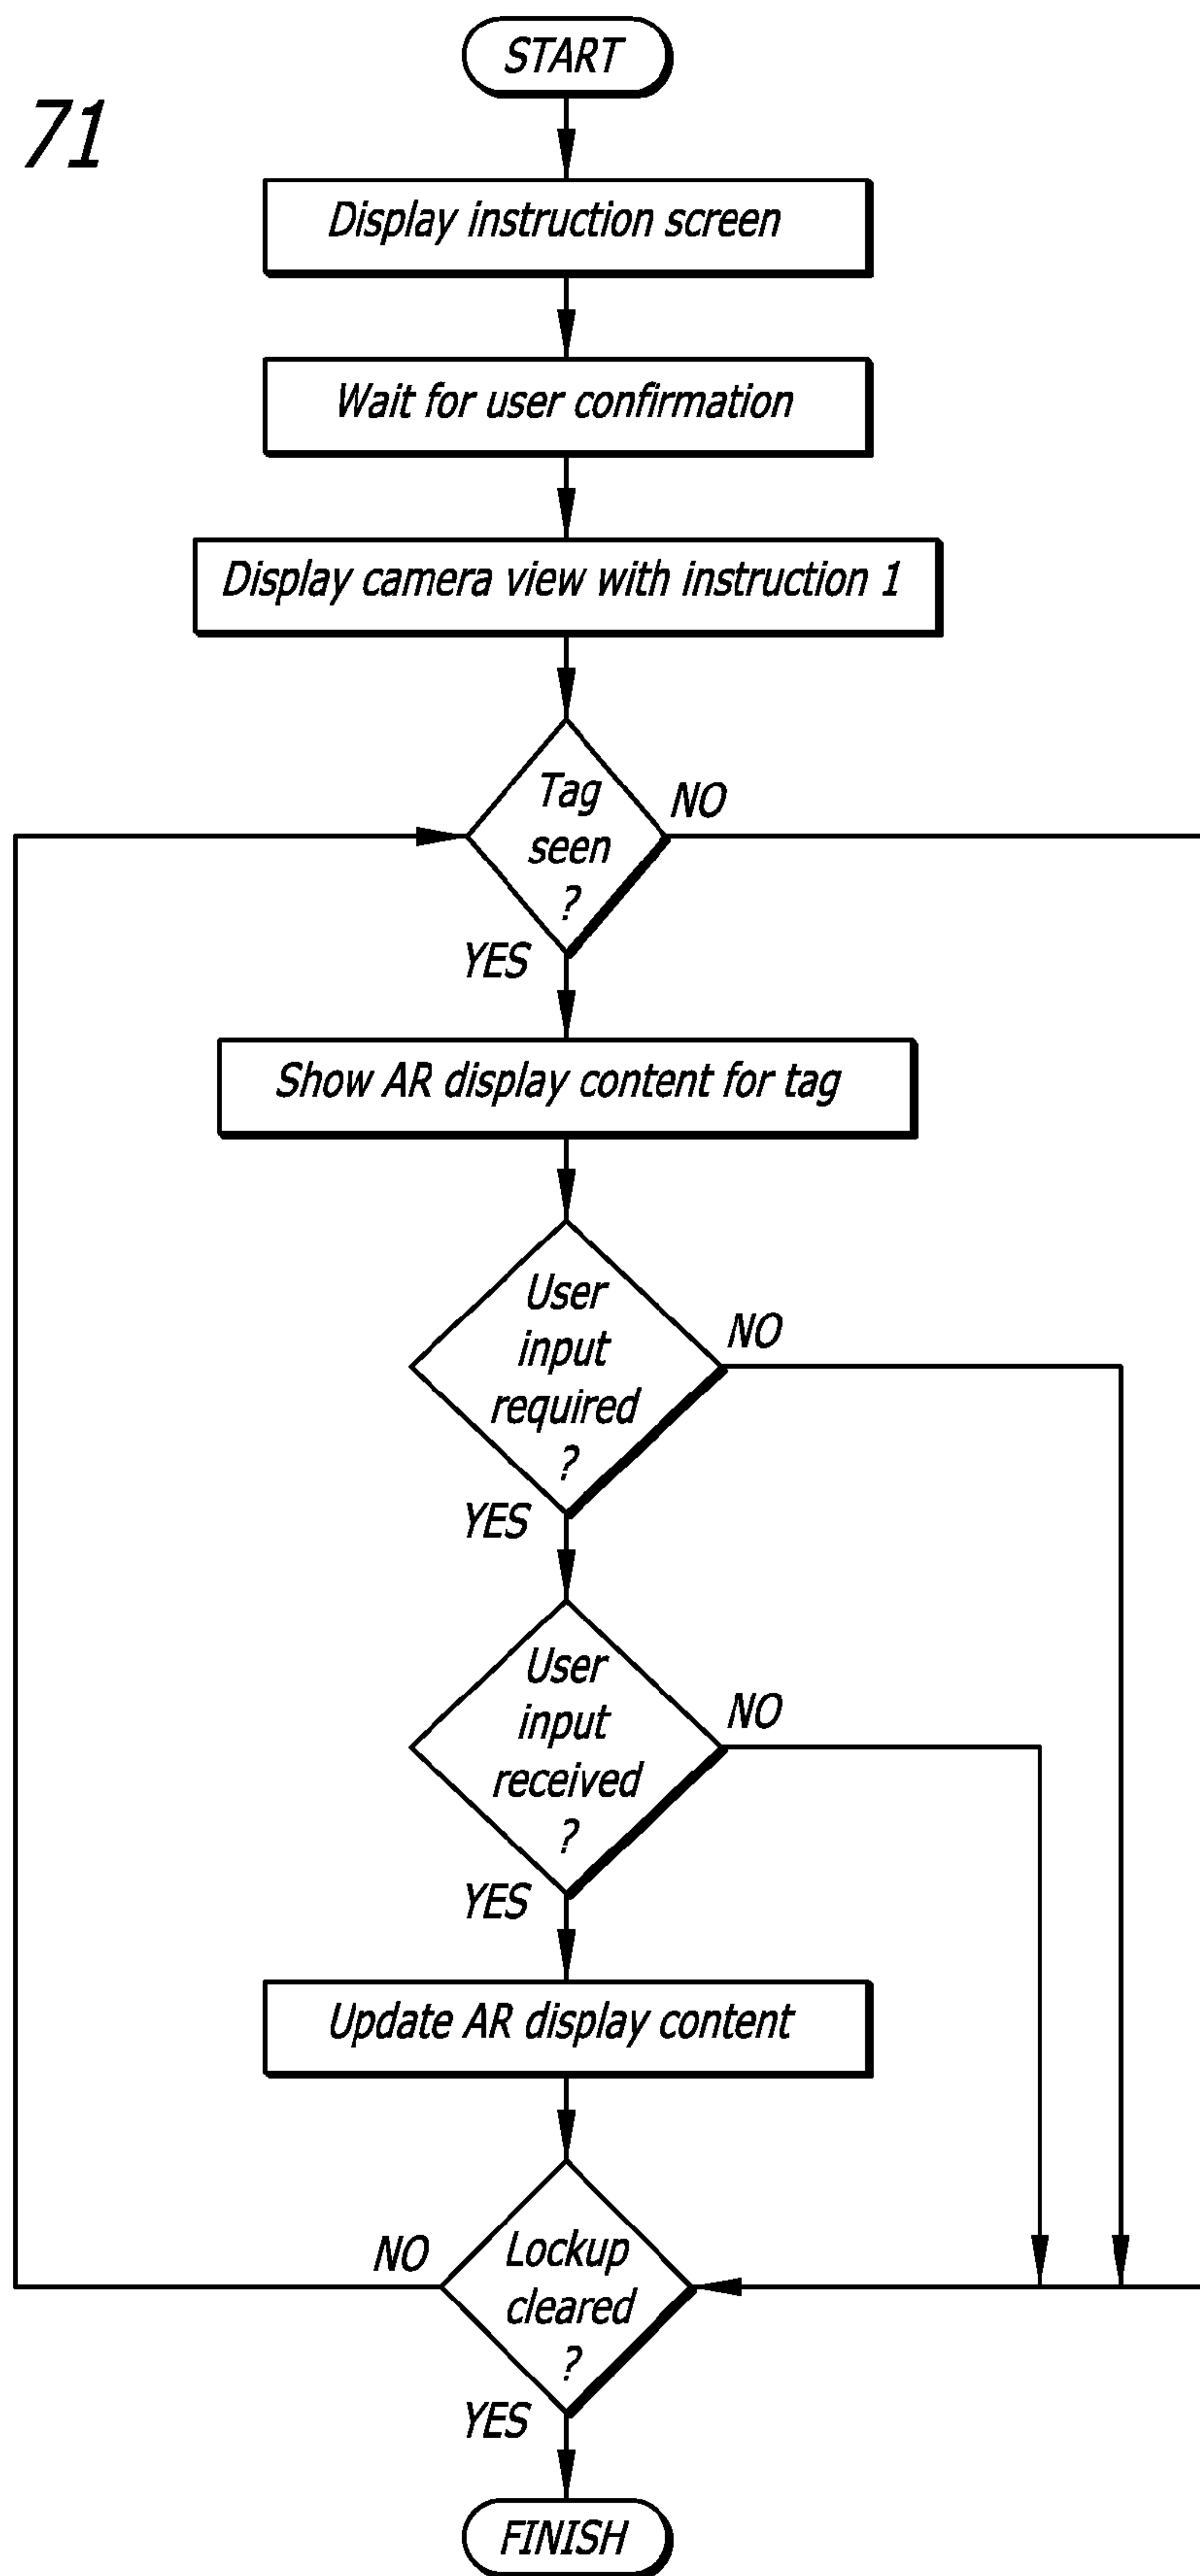 START
71
Display instruction screen
Wait for user confirmation
Display camera view with instruction 1
Tag
seen
?
NO
YES
Show AR display content for tag
User
input
required
?
NO
YES
User
input
received
?
NO
YES
Update AR display content
NO
Lockup
cleared
?
YES
FINISH